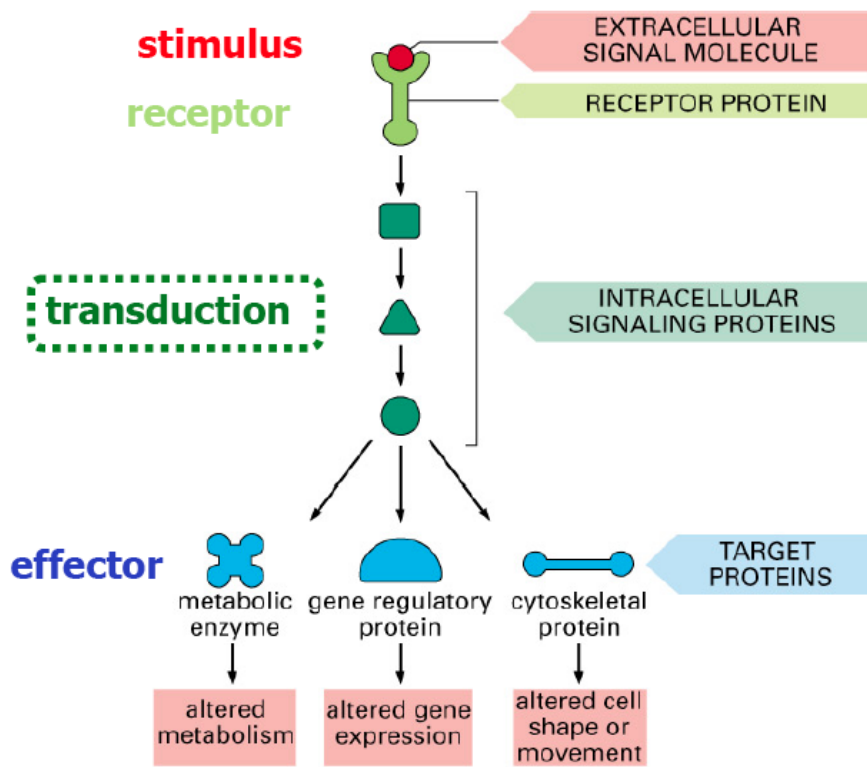 stimulus
EXTRACELLULAR
SIGNAL MOLECULE
receptor
RECEPTOR PROTEIN
transduction
INTRACELLULAR
SIGNALING PROTEINS
effector
TARGET
PROTEINS
metabolic
enzyme
gene regulatory
protein
cytoskeletal
protein
altered
metabolism
altered gene
expression
altered cell
shape or
movement